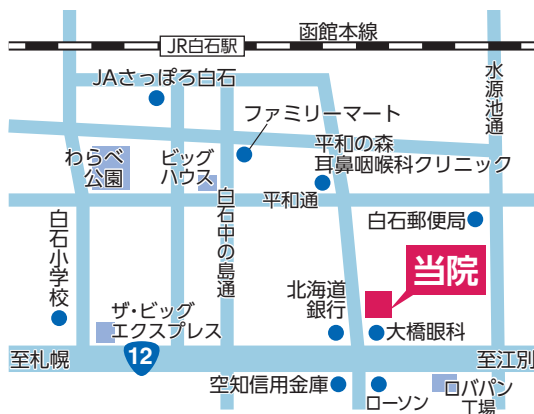 函館本線
JR白石駅
JAさっぽろ白石
水源池通
ファミリーマート
平和の森
耳鼻咽喉科クリニック
わらべ
公園
ビッグ
ハウス
平和通
白石中の島通
白石郵便局
白石小学校
当院
北海道
銀行
大橋眼科
ザ・ビッグ
エクスプレス
12
至札幌
至江別
空知信用金庫
ローソン
ロバパン
工場